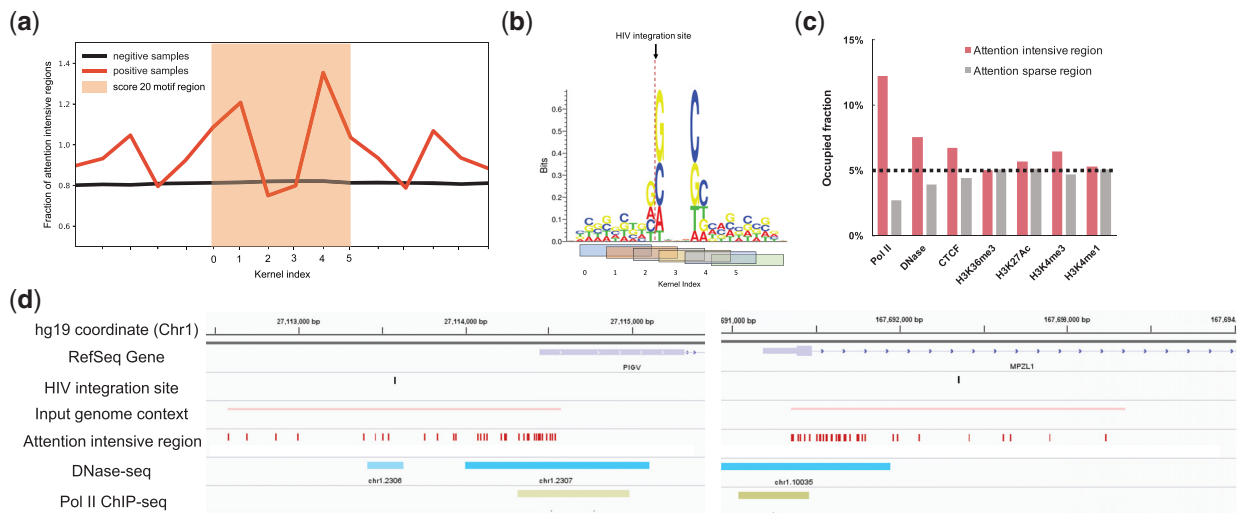 (a)
Fraction of attention intensive regions
1.4
1.2
1.0
0.8
0.6
negitive samples
positive samples
score 20 motif region
0 1 2 3 4 5
Kernel index
(b)
HIV integration site
Bits
0.6
0.5
0.4
0.3
0.2
0.1
0.0
0 1 2 3 4 5
Kernel Index
(c)
Occupied fraction
15%
10%
5%
0%
Attention intensive region
Attention sparse region
Pol II DNase CTCF H3K36me3 H3K27Ac H3K4me3 H3K4me1
(d)
hg19 coordinate (Chr1)
27,113,000 bp 27,114,000 bp 27,115,000 bp
691,000 bp 167,692,000 bp 167,693,000 bp 167,694,
RefSeq Gene
PIGV
MPZL1
HIV integration site
Input genome context
Attention intensive region
DNase-seq
chr1.2306 chr1.2307
chr1.10035
Pol II ChIP-seq